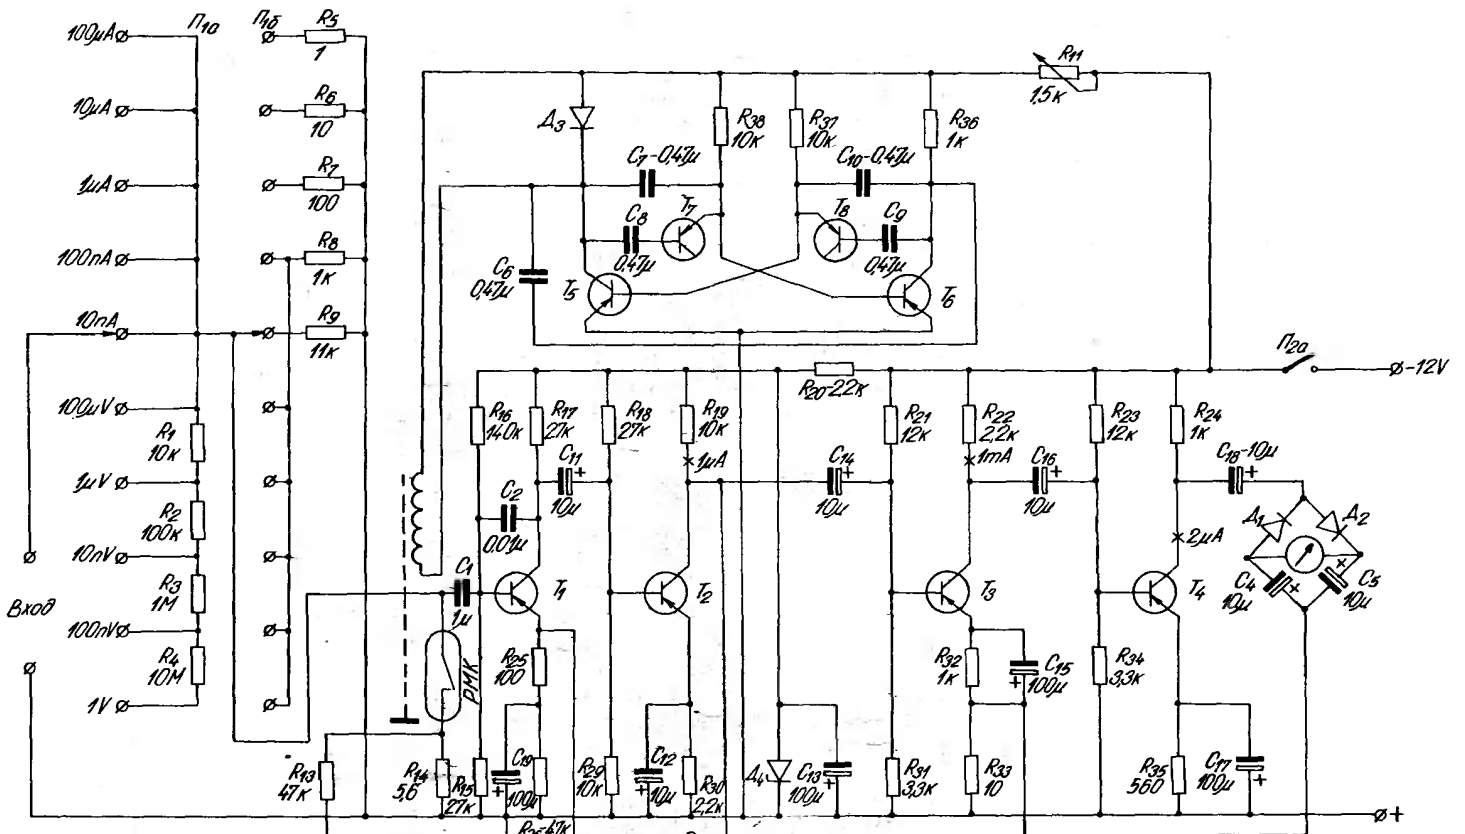 100μA
П1а
П1б
R5
1
10μA
R6
10
1μA
R7
100
100nA
R8
1к
10nA
R9
11к
100μV
R1
10к
1μV
R2
100к
10nV
R3
1М
100nV
R4
10М
1V
Вход
R11
1,5к
Д3
R38
10к
R37
10к
R36
1к
C7-0,47μ
C10-0,47μ
C8
0,47μ
T7
T8
C9
0,47μ
C6
0,47μ
T5
T6
П2а
-12V
R20-22к
R16
140к
R17
27к
R18
27к
R19
10к
1μA
R21
12к
R22
2,2к
1mA
R23
12к
R24
1к
C18-10μ
C11
10μ
C14
10μ
C16
10μ
C2
0,01μ
2μA
Д1
Д2
C1
1μ
T1
T2
T3
T4
C4
10μ
C5
10μ
РМК
R25
100
R32
1к
C15
100μ
R34
3,3к
R13
47к
R14
5,6
R15
27к
C19
100μ
R29
10к
C12
10μ
R30
2,2к
Д4
C13
100μ
R31
3,3к
R33
10
R35
560
C17
100μ
+